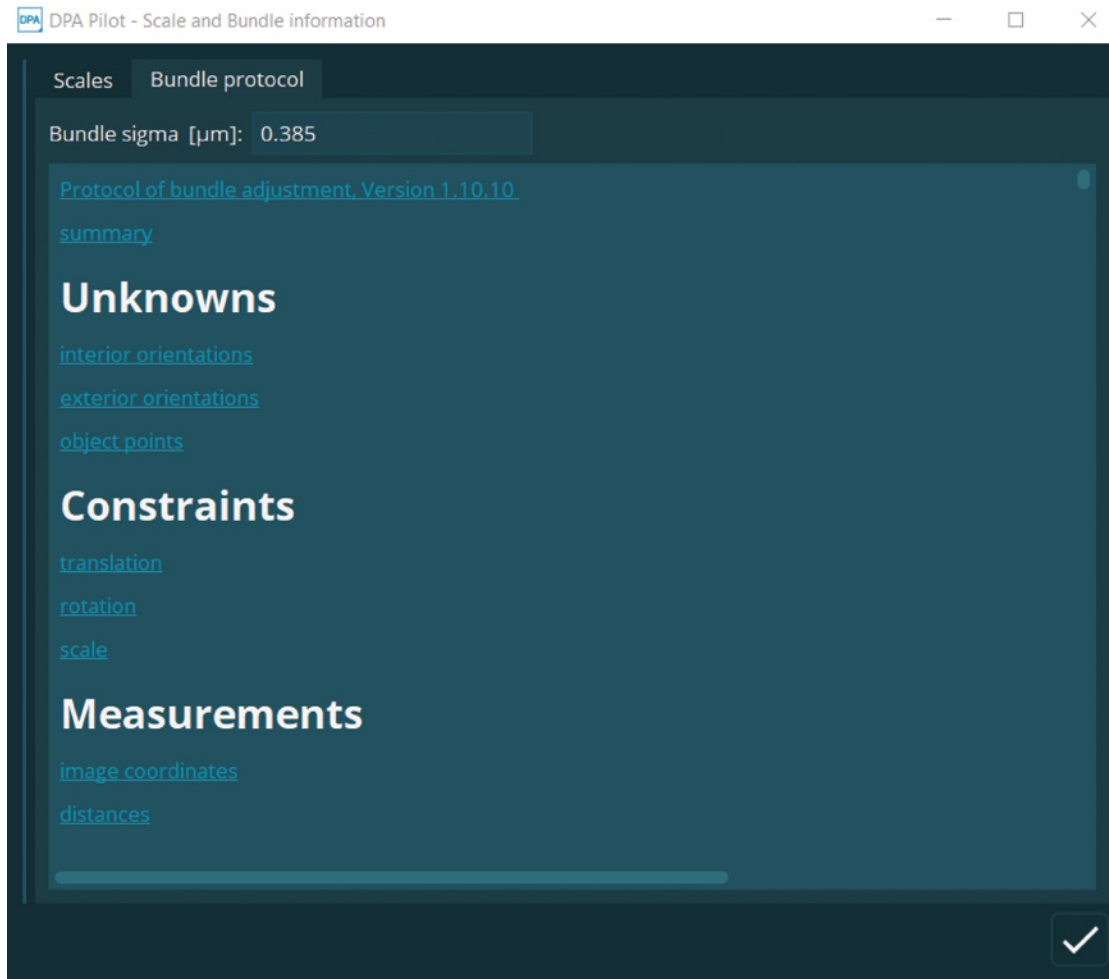 DPA DPA Pilot - Scale and Bundle information
Scales Bundle protocol
Bundle sigma [µm]: 0.385
Protocol of bundle adjustment, Version 1.10.10
summary
Unknowns
interior orientations
exterior orientations
object points
Constraints
translation
rotation
scale
Measurements
image coordinates
distances